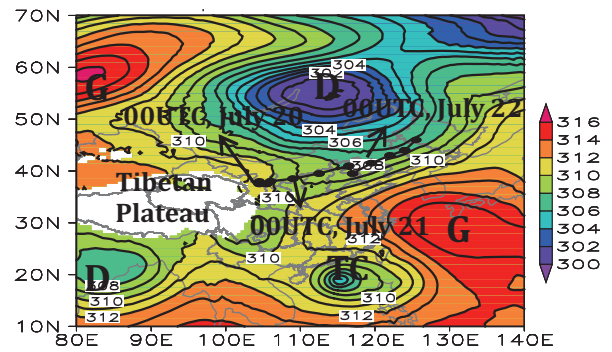 70N
60N
50N
40N
30N
20N
10N
80E
90E
100E
110E
120E
130E
140E
G
D
304
302
00UTC, July 20
00UTC, July 22
304
306
310
308
310
Tibetan
Plateau
310
00UTC, July 21
G
312
310
TC
D
308
310
312
310
312
316
314
312
310
308
306
304
302
300